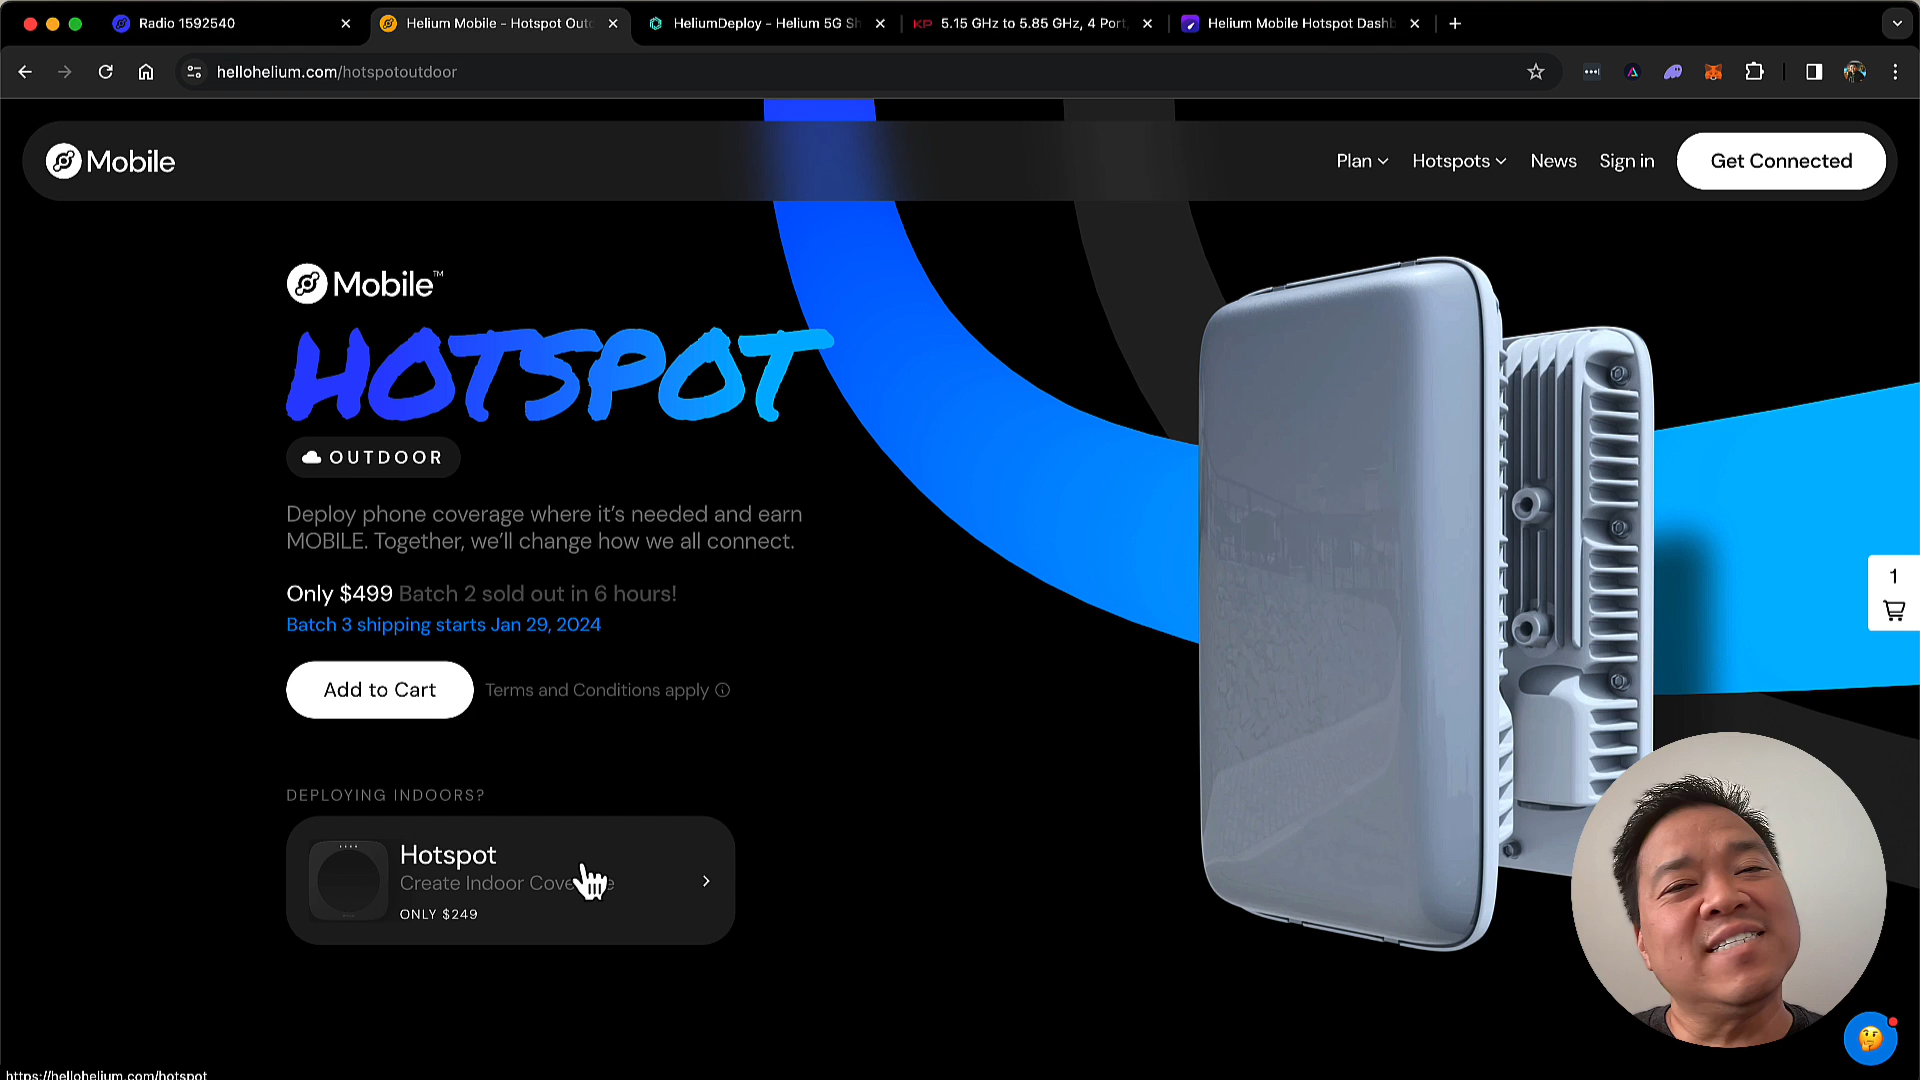 Radio 1592540
Helium Mobile - Hotspot Outd
HeliumDeploy - Helium 5G Sh
KP 5.15 GHz to 5.85 GHz, 4 Port,
Helium Mobile Hotspot Dashb
hellohelium.com/hotspotoutdoor
Mobile
Plan
Hotspots
News
Sign in
Get Connected
Mobile™
HOTSPOT
OUTDOOR
Deploy phone coverage where it's needed and earn
MOBILE. Together, we'll change how we all connect.
Only $499 Batch 2 sold out in 6 hours!
Batch 3 shipping starts Jan 29, 2024
1
Add to Cart
Terms and Conditions apply
DEPLOYING INDOORS?
Hotspot
Create Indoor Cove e
ONLY $249
https://hellohelium.com/hotspot